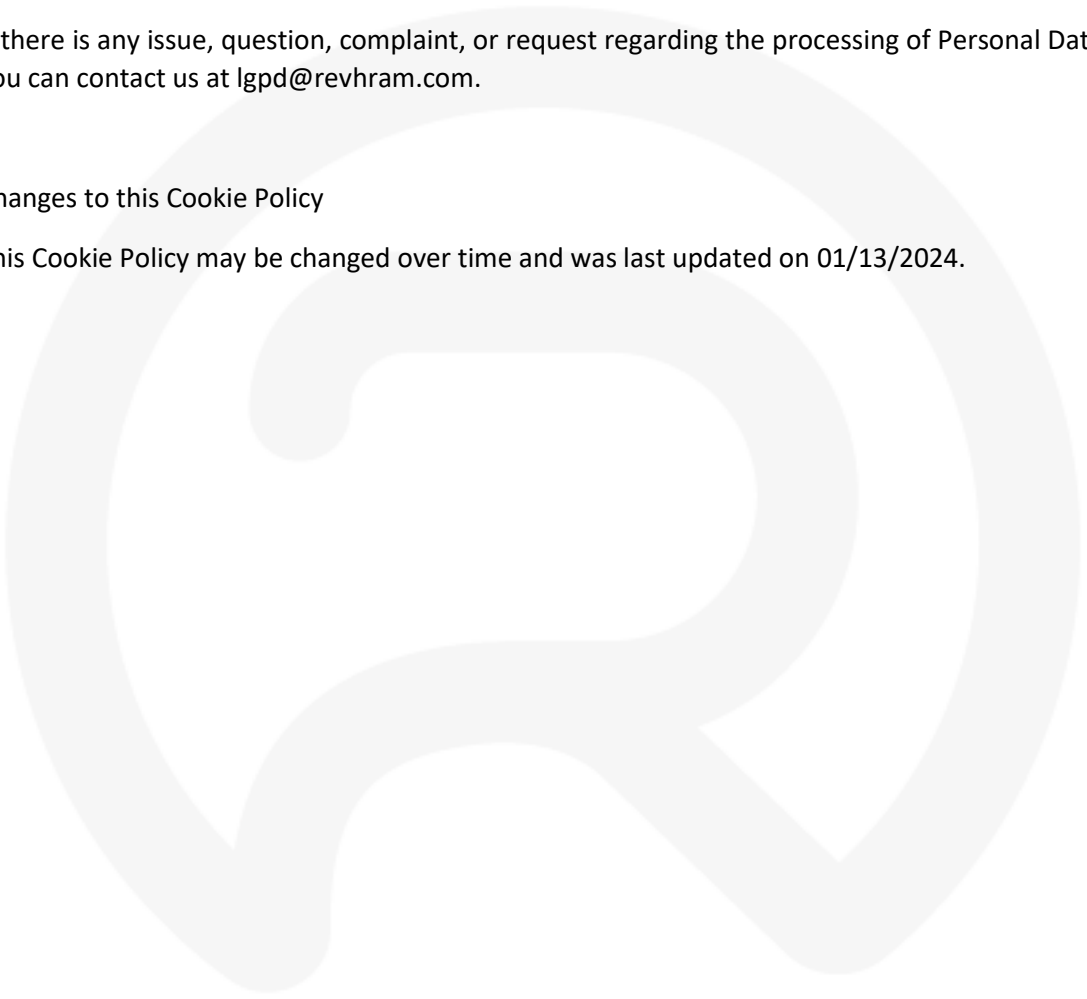 there is any issue, question, complaint, or request regarding the processing of Personal Dat
ou can contact us at lgpd@revhram.com.
hanges to this Cookie Policy
his Cookie Policy may be changed over time and was last updated on 01/13/2024.